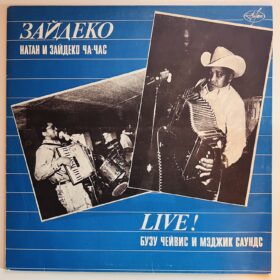 ЗАЙДЕКО
НАТАН И ЗАЙДЕКО ЧА-ЧАС
LIVE!
БУЗУ ЧЕЙВИС И МЭДЖИК САУНДС